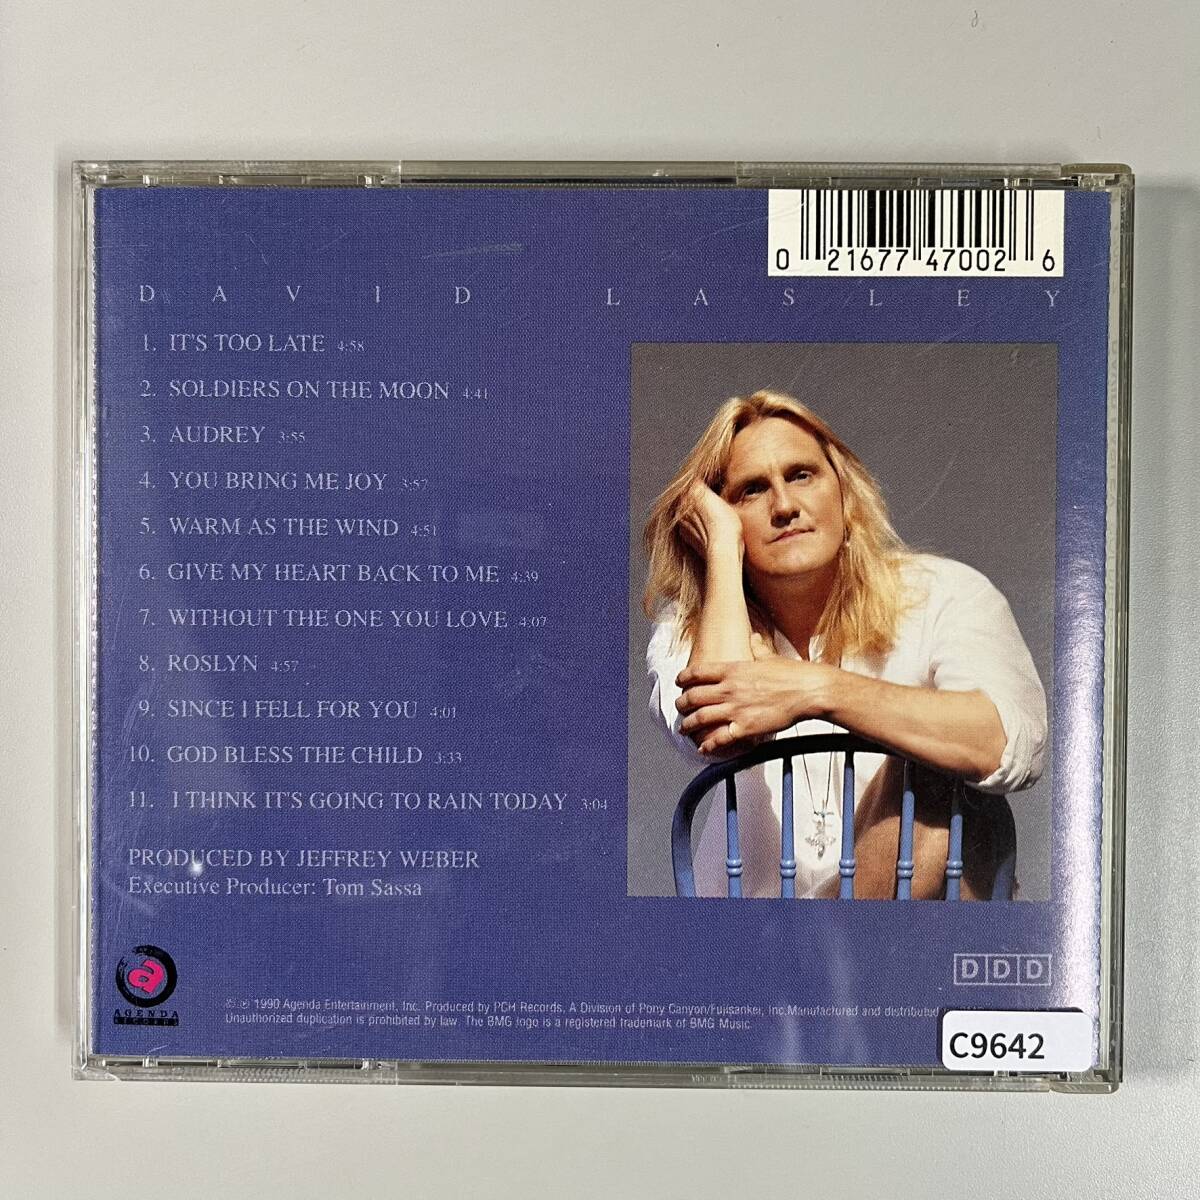 0 21677 47002 6
DAVID LASLEY
1. IT'S TOO LATE 4:58
2. SOLDIERS ON THE MOON 4:41
3. AUDREY 3:55
4. YOU BRING ME JOY 3:57
5. WARM AS THE WIND 4:51
6. GIVE MY HEART BACK TO ME 4:39
7. WITHOUT THE ONE YOU LOVE 4:07
8. ROSLYN 4:57
9. SINCE I FELL FOR YOU 4:01
10. GOD BLESS THE CHILD 3:33
11. I THINK IT'S GOING TO RAIN TODAY 3:04
PRODUCED BY JEFFREY WEBER
Executive Producer: Tom Sassa
a
AGENDA
RECORDS
DDD
℗ 1990 Agenda Entertainment, Inc. Produced by PCH Records, A Division of Pony Canyon/Fujisankei, Inc.Manufactured and distributed
Unauthorized duplication is prohibited by law. The BMG logo is a registered trademark of BMG Music.
C9642